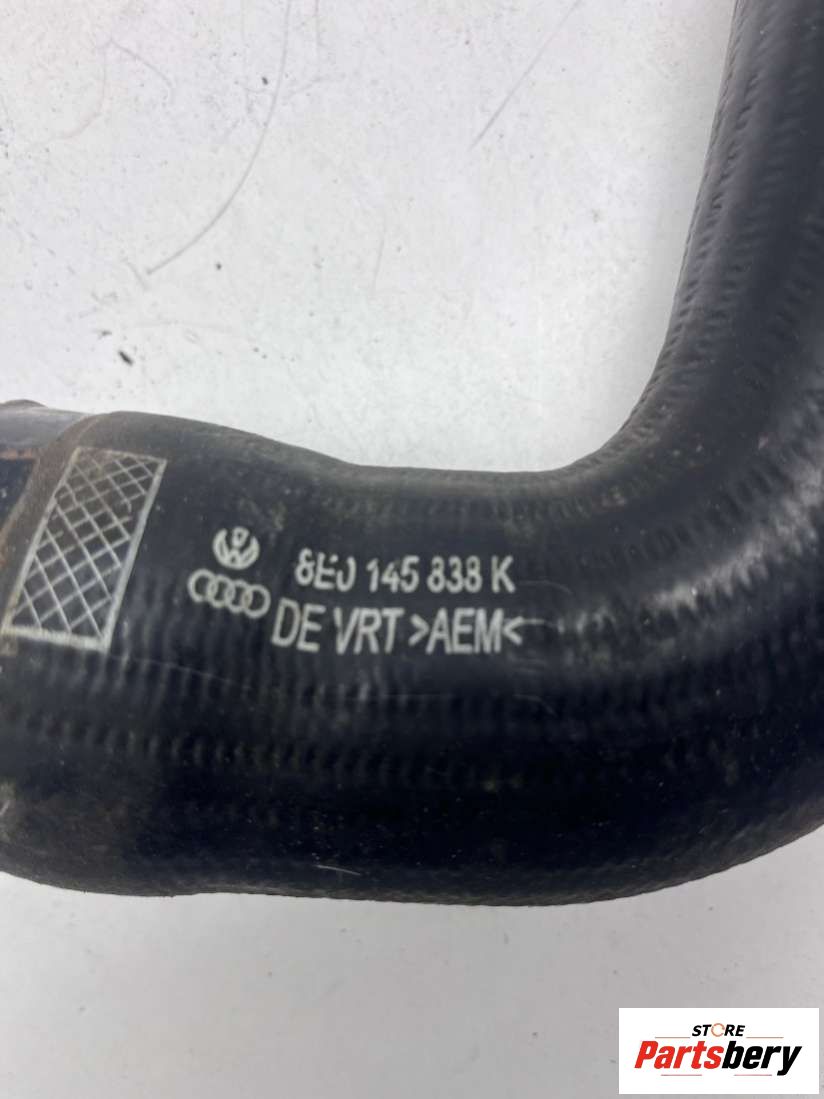 8E0 145 838 K
DE VRT >AEM<
STORE
Partsbery